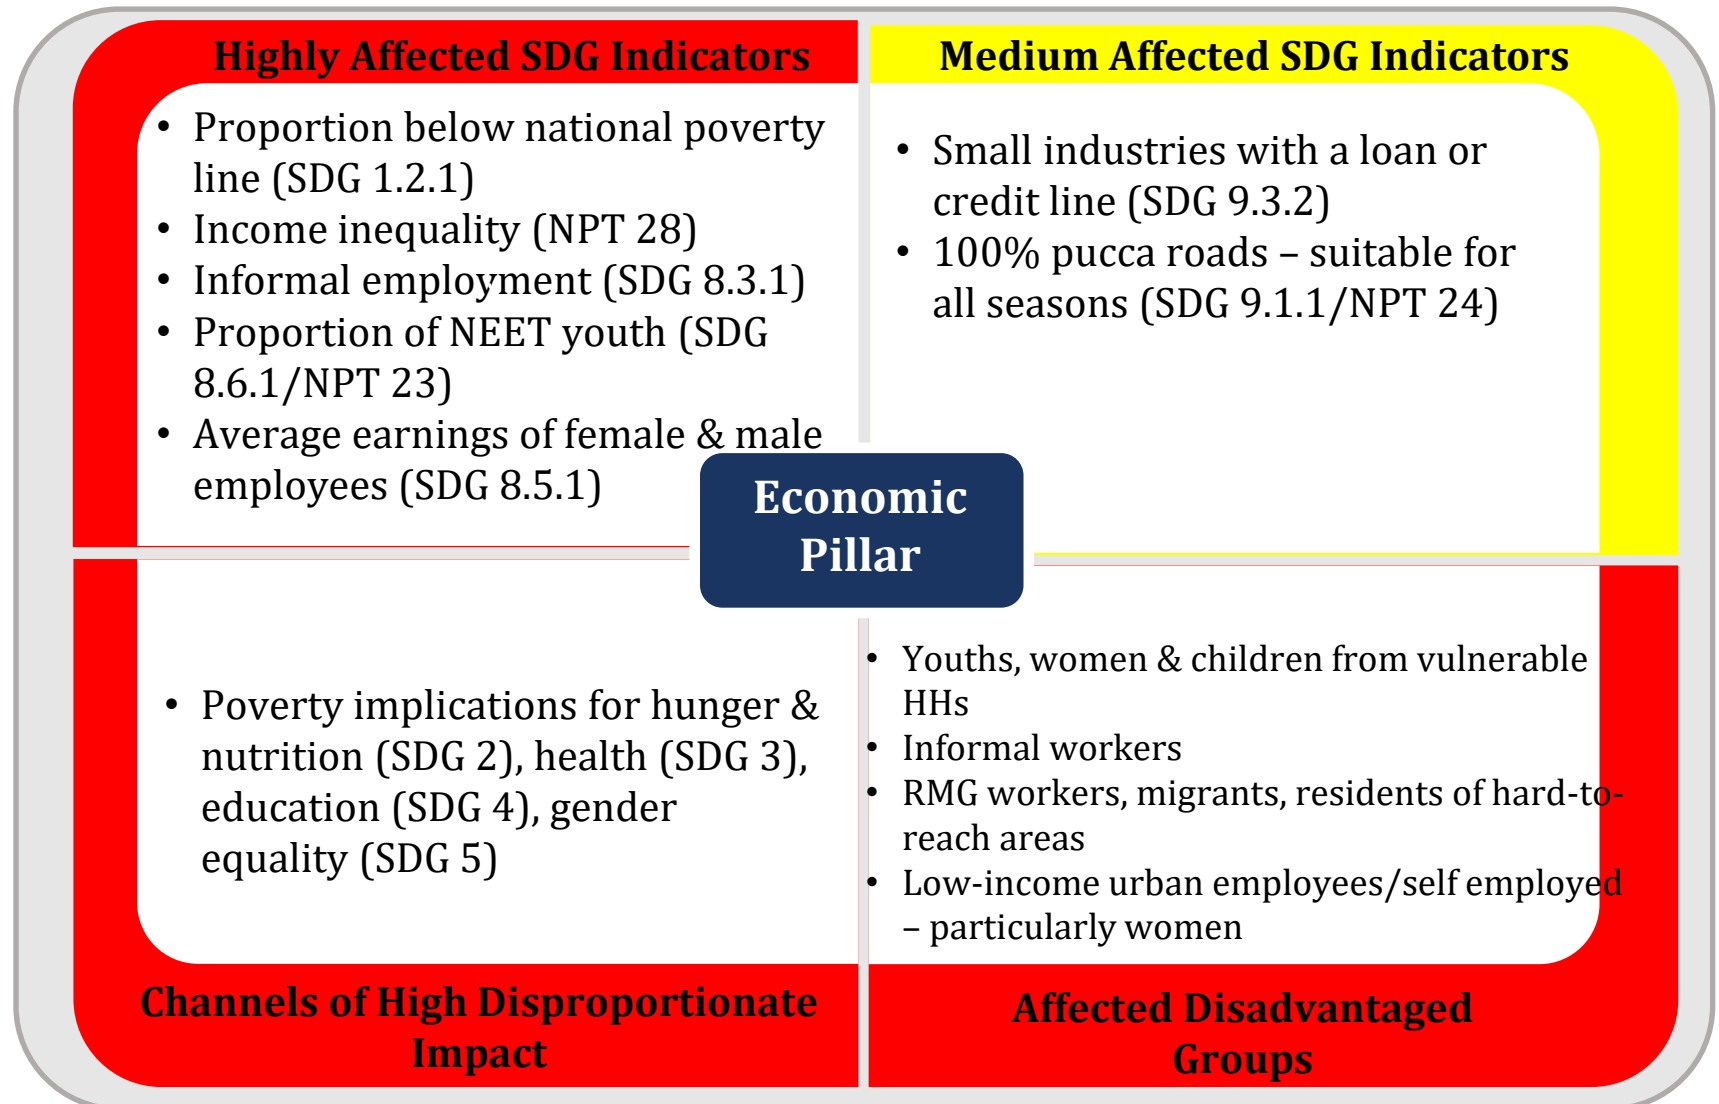 Highly Affected SDG Indicators
• Proportion below national poverty
line (SDG 1.2.1)
• Income inequality (NPT 28)
• Informal employment (SDG 8.3.1)
• Proportion of NEET youth (SDG
8.6.1/NPT 23)
• Average earnings of female & male
employees (SDG 8.5.1)
Medium Affected SDG Indicators
• Small industries with a loan or
credit line (SDG 9.3.2)
• 100% pucca roads – suitable for
all seasons (SDG 9.1.1/NPT 24)
Economic
Pillar
• Poverty implications for hunger &
nutrition (SDG 2), health (SDG 3),
education (SDG 4), gender
equality (SDG 5)
Channels of High Disproportionate
Impact
• Youths, women & children from vulnerable
HHs
• Informal workers
• RMG workers, migrants, residents of hard-to-
reach areas
• Low-income urban employees/self employed
– particularly women
Affected Disadvantaged
Groups